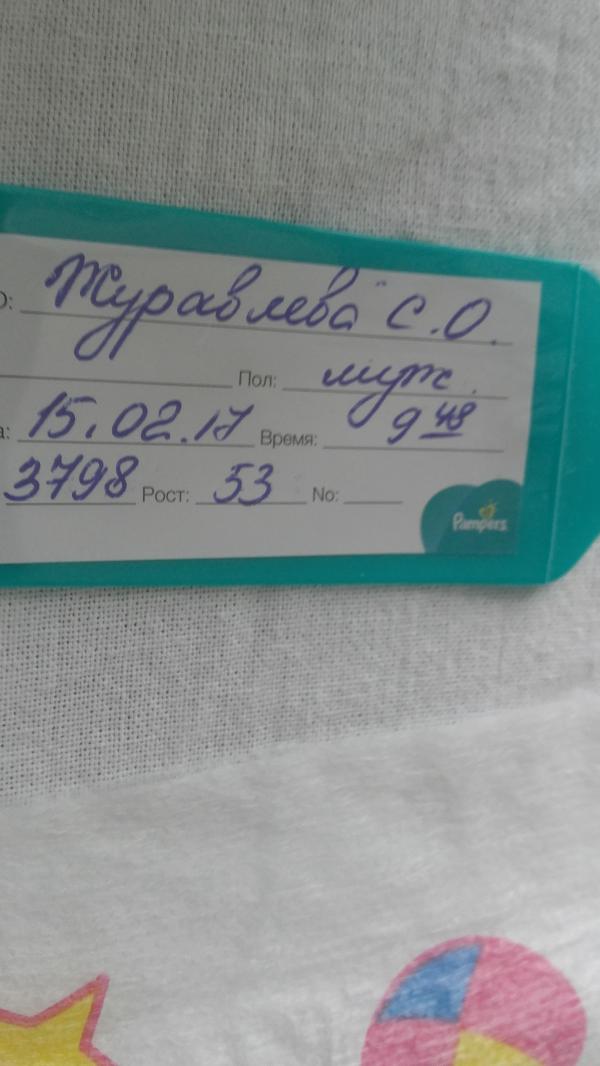 О: Журавлева С.О.
Пол: муж.
а: 15.02.17 Время: 9 48
3798 Рост: 53 No:
Pampers